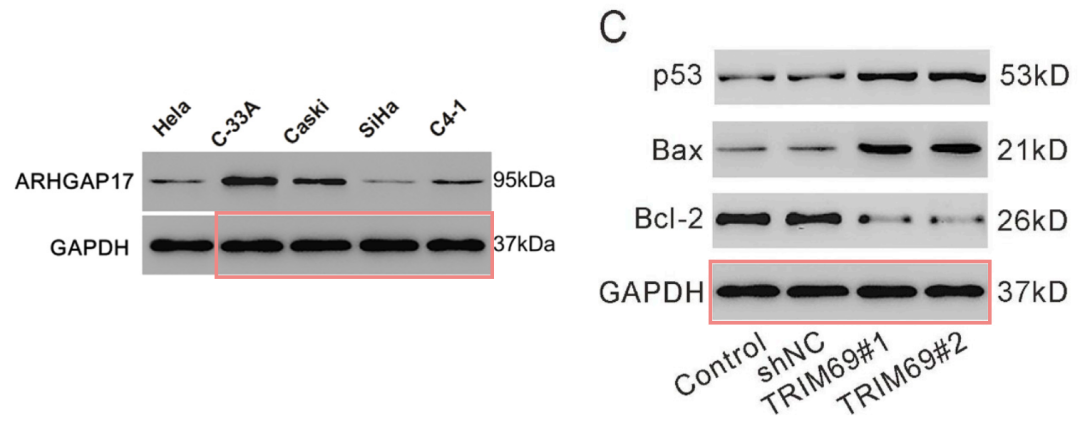 Hela C-33A Caski SiHa C4-1
ARHGAP17 95kDa
GAPDH 37kDa
C
p53 53kD
Bax 21kD
Bcl-2 26kD
GAPDH 37kD
Control shNC TRIM69#1 TRIM69#2